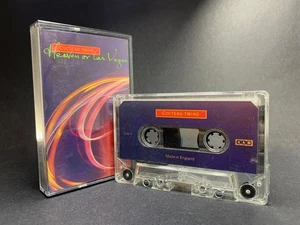 COCTEAU TWINS
Heaven or Las Vegas
COCTEAU TWINS
Made in England